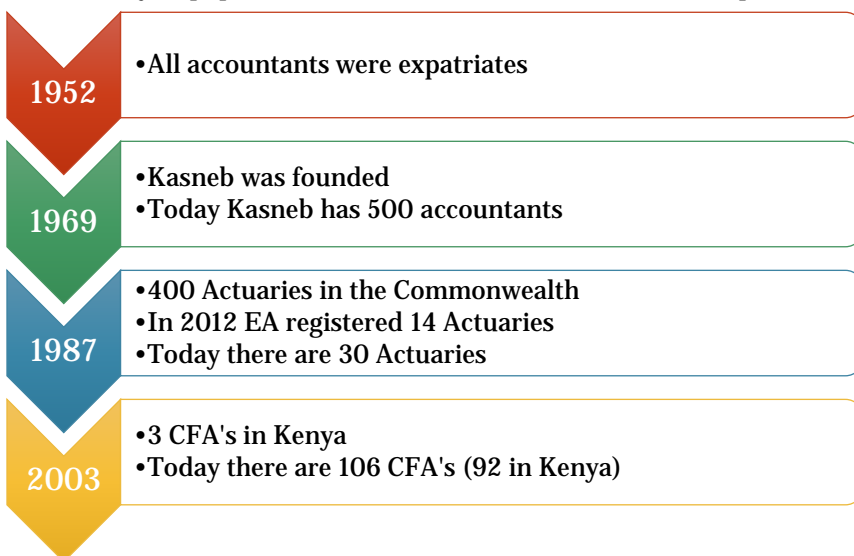 1952
•All accountants were expatriates
1969
•Kasneb was founded
•Today Kasneb has 500 accountants
1987
•400 Actuaries in the Commonwealth
•In 2012 EA registered 14 Actuaries
•Today there are 30 Actuaries
2003
•3 CFA's in Kenya
•Today there are 106 CFA's (92 in Kenya)